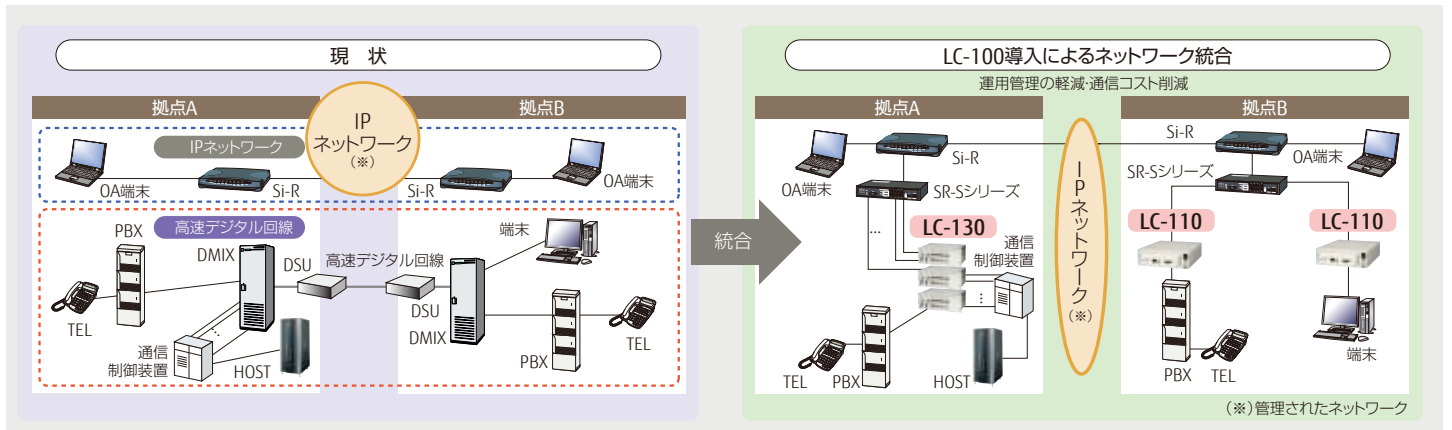 現 状
拠点A
拠点B
IP
ネットワーク
(※)
IPネットワーク
OA端末
Si-R
Si-R
OA端末
高速デジタル回線
PBX
DMIX
DSU
高速デジタル回線
端末
TEL
DSU
DMIX
通信
制御装置
HOST
PBX
TEL
統合
LC-100導入によるネットワーク統合
運用管理の軽減・通信コスト削減
拠点A
拠点B
OA端末
Si-R
SR-Sシリーズ
…
LC-130
通信
制御装置
…
TEL
PBX
HOST
IPネットワーク
(※)
Si-R
OA端末
SR-Sシリーズ
LC-110
LC-110
PBX
TEL
端末
(※)管理されたネットワーク